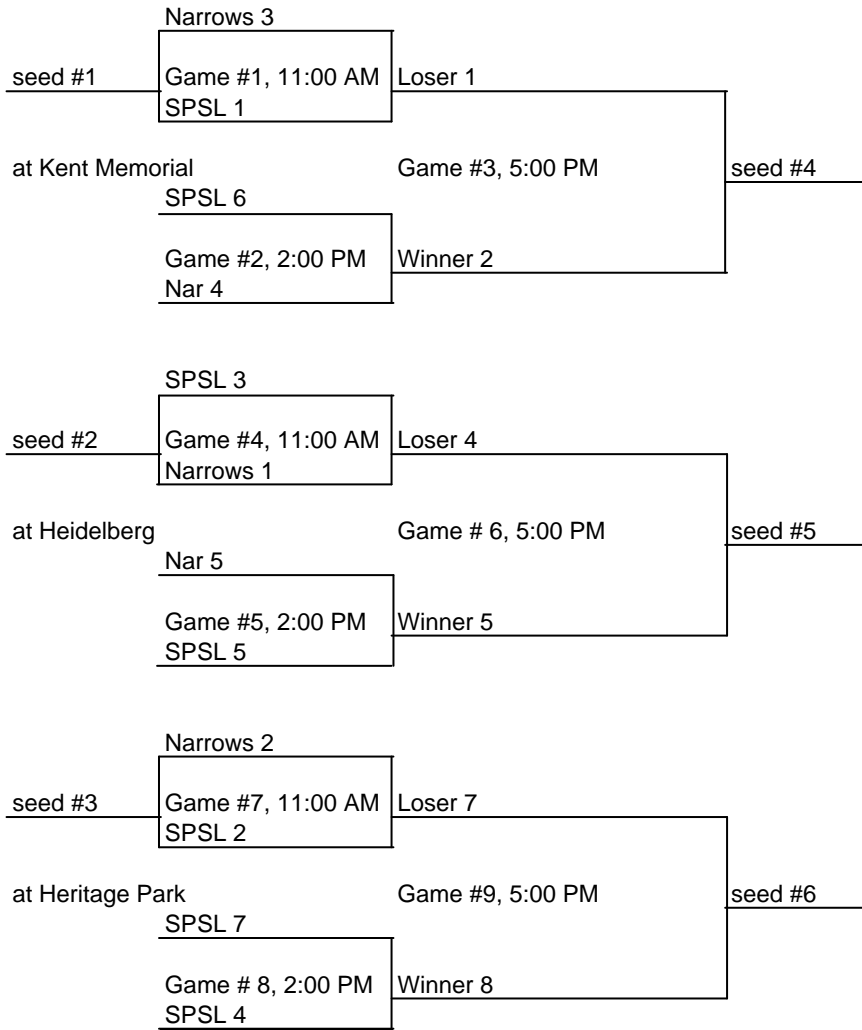 Narrows 3
seed #1 Game #1, 11:00 AM Loser 1
SPSL 1
at Kent Memorial Game #3, 5:00 PM seed #4
SPSL 6
Game #2, 2:00 PM Winner 2
Nar 4
SPSL 3
seed #2 Game #4, 11:00 AM Loser 4
Narrows 1
at Heidelberg Game # 6, 5:00 PM seed #5
Nar 5
Game #5, 2:00 PM Winner 5
SPSL 5
Narrows 2
seed #3 Game #7, 11:00 AM Loser 7
SPSL 2
at Heritage Park Game #9, 5:00 PM seed #6
SPSL 7
Game # 8, 2:00 PM Winner 8
SPSL 4